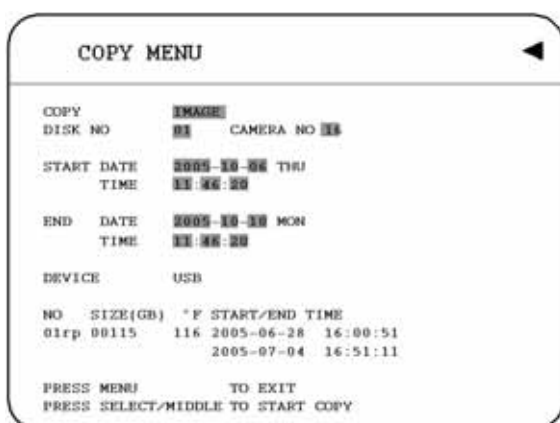 COPY MENU
COPY IMAGE
DISK NO 01 CAMERA NO 16
START DATE 2005-10-06 THU
TIME 11:46:20
END DATE 2005-10-10 MON
TIME 11:46:20
DEVICE USB
NO SIZE(GB) °F START/END TIME
01rp 00115 116 2005-06-28 16:00:51
2005-07-04 16:51:11
PRESS MENU TO EXIT
PRESS SELECT/MIDDLE TO START COPY